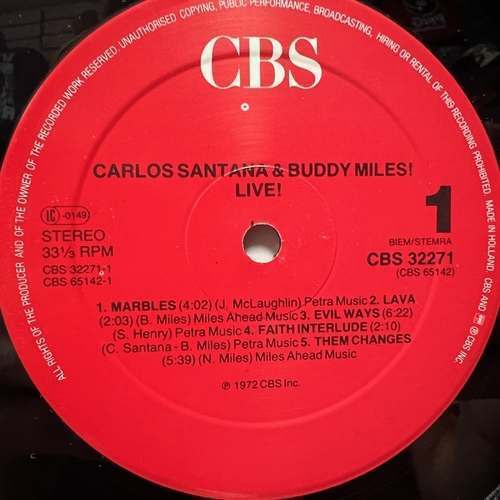 ALL RIGHTS OF THE PRODUCER AND OF THE OWNER OF THE RECORDED WORK RESERVED. UNAUTHORISED COPYING, PUBLIC PERFORMANCE, BROADCASTING, HIRING OR RENTAL OF THIS RECORDING PROHIBITED. MADE IN HOLLAND. CBS AND ® CBS INC.
CBS
CARLOS SANTANA & BUDDY MILES!
LIVE!
LC -0149
STEREO
33⅓ RPM
CBS 32271-1
CBS 65142-1
1
BIEM/STEMRA
CBS 32271
(CBS 65142)
1. MARBLES (4:02) (J. McLaughlin) Petra Music 2. LAVA
(2:03) (B. Miles) Miles Ahead Music 3. EVIL WAYS (6:22)
(S. Henry) Petra Music 4. FAITH INTERLUDE (2:10)
(C. Santana - B. Miles) Petra Music 5. THEM CHANGES
(5:39) (N. Miles) Miles Ahead Music
℗ 1972 CBS Inc.